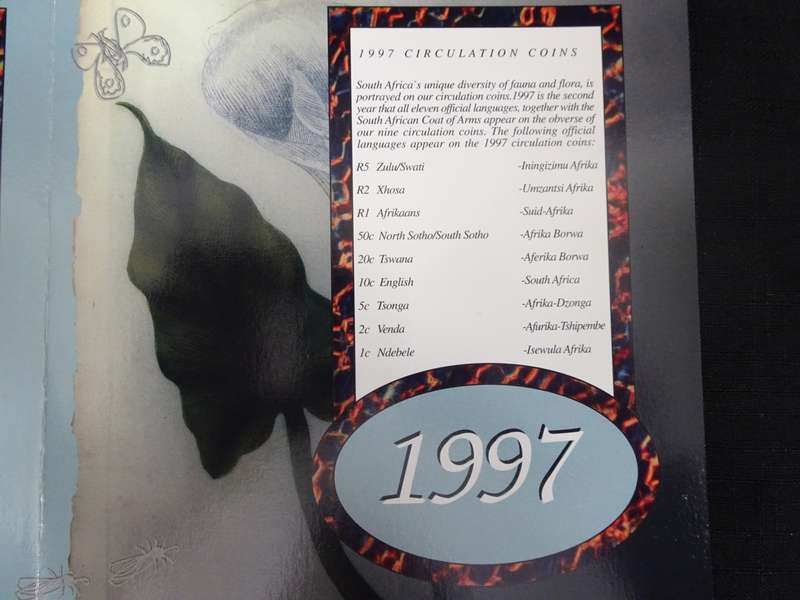 1997 CIRCULATION COINS
South Africa's unique diversity of fauna and flora, is
portrayed on our circulation coins.1997 is the second
year that all eleven official languages, together with the
South African Coat of Arms appear on the obverse of
our nine circulation coins. The following official
languages appear on the 1997 circulation coins:
R5 Zulu/Swati -Iningizimu Afrika
R2 Xhosa -Umzantsi Afrika
R1 Afrikaans -Suid-Afrika
50c North Sotho/South Sotho -Afrika Borwa
20c Tswana -Aferika Borwa
10c English -South Africa
5c Tsonga -Afrika-Dzonga
2c Venda -Afurika-Tshipembe
1c Ndebele -Isewula Afrika
1997